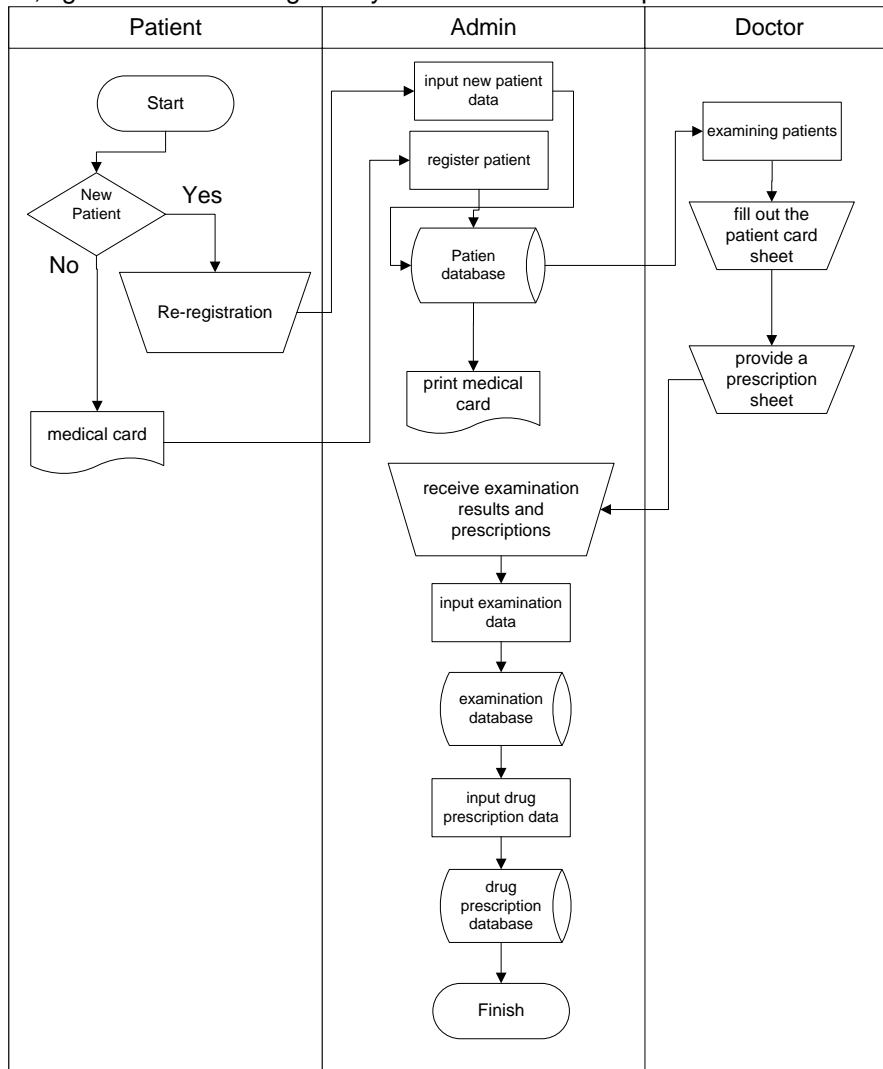 Patient
Admin
Doctor
Start
New
Patient
Yes
No
Re-registration
medical card
input new patient
data
register patient
Patien
database
print medical
card
examining patients
fill out the
patient card
sheet
provide a
prescription
sheet
receive examination
results and
prescriptions
input examination
data
examination
database
input drug
prescription data
drug
prescription
database
Finish